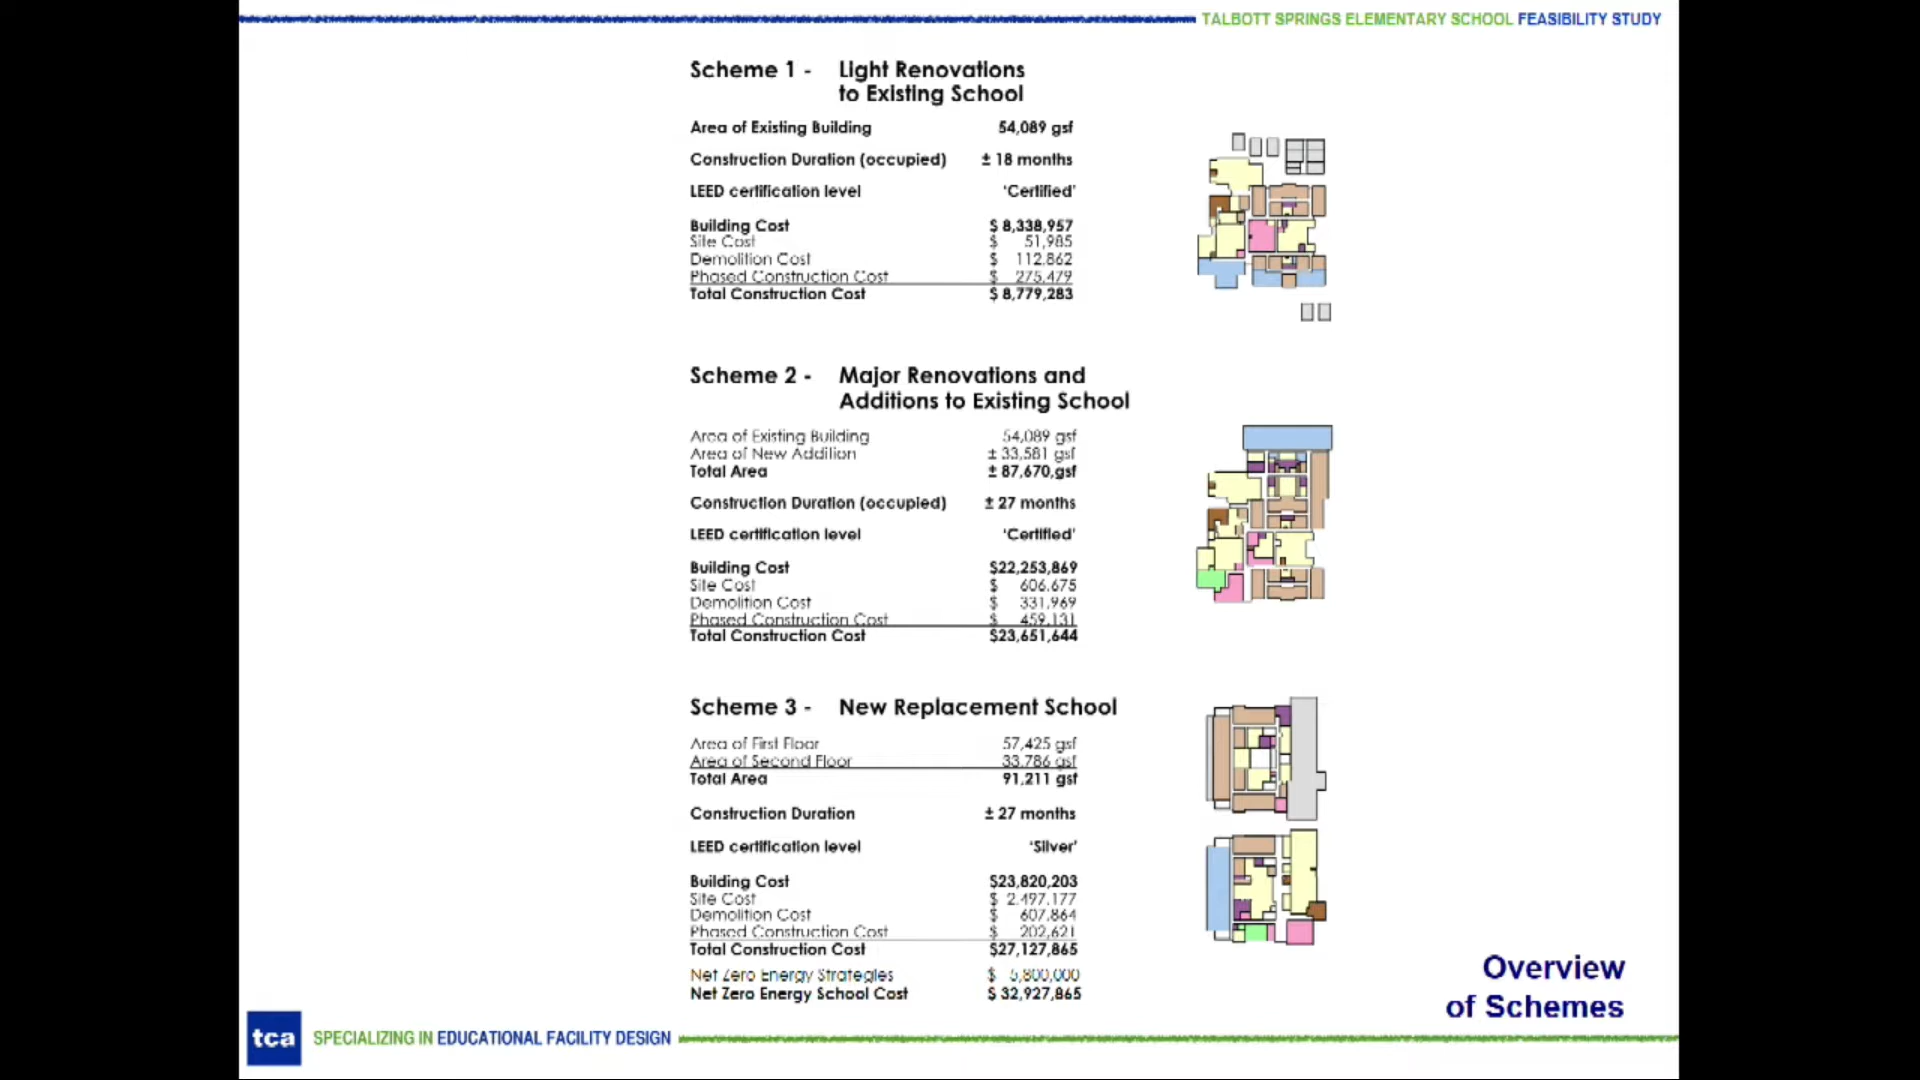 TALBOTT SPRINGS ELEMENTARY SCHOOL FEASIBILITY STUDY
Scheme 1 - Light Renovations
to Existing School
Area of Existing Building 54,089 gsf
Construction Duration (occupied) ± 18 months
LEED certification level 'Certified'
Building Cost $ 8,338,957
Site Cost $ 51,985
Demolition Cost $ 112,862
Phased Construction Cost $ 275,479
Total Construction Cost $ 8,779,283
Scheme 2 - Major Renovations and
Additions to Existing School
Area of Existing Building 54,089 gsf
Area of New Addition ± 33,581 gsf
Total Area ± 87,670,gsf
Construction Duration (occupied) ± 27 months
LEED certification level 'Certified'
Building Cost $22,253,869
Site Cost $ 606,675
Demolition Cost $ 331,969
Phased Construction Cost $ 459,131
Total Construction Cost $23,651,644
Scheme 3 - New Replacement School
Area of First Floor 57,425 gsf
Area of Second Floor 33,786 gsf
Total Area 91,211 gsf
Construction Duration ± 27 months
LEED certification level 'Silver'
Building Cost $23,820,203
Site Cost $ 2,497,177
Demolition Cost $ 607,864
Phased Construction Cost $ 202,621
Total Construction Cost $27,127,865
Net Zero Energy Strategies $ 5,800,000
Net Zero Energy School Cost $ 32,927,865
Overview
of Schemes
tca SPECIALIZING IN EDUCATIONAL FACILITY DESIGN